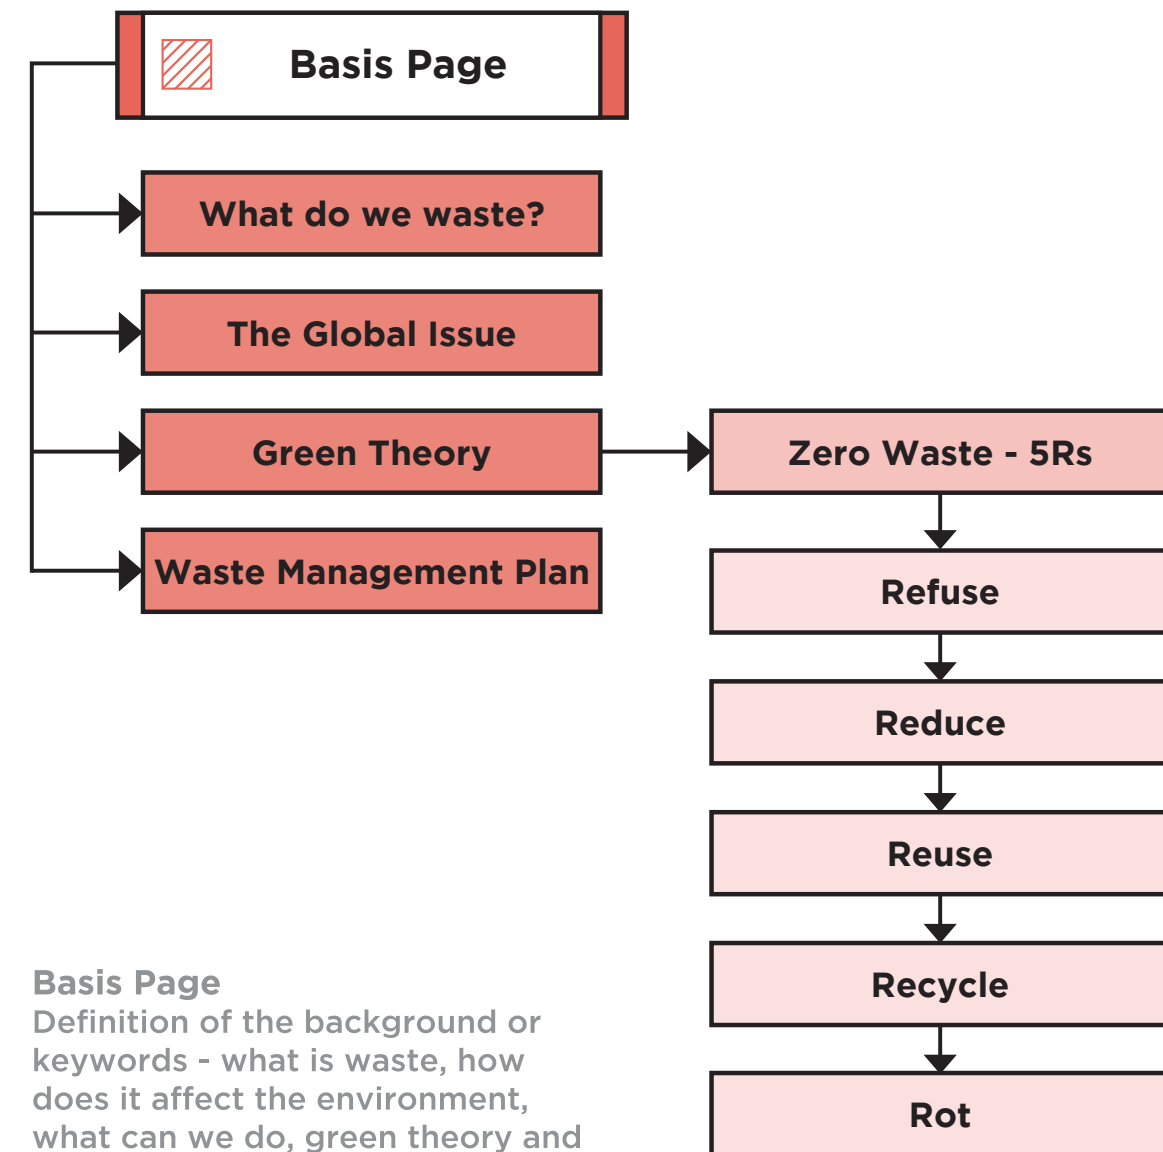 Basis Page
What do we waste?
The Global Issue
Green Theory
Waste Management Plan
Zero Waste - 5Rs
Refuse
Reduce
Reuse
Recycle
Rot
Basis Page
Definition of the background or
keywords - what is waste, how
does it affect the environment,
what can we do, green theory and